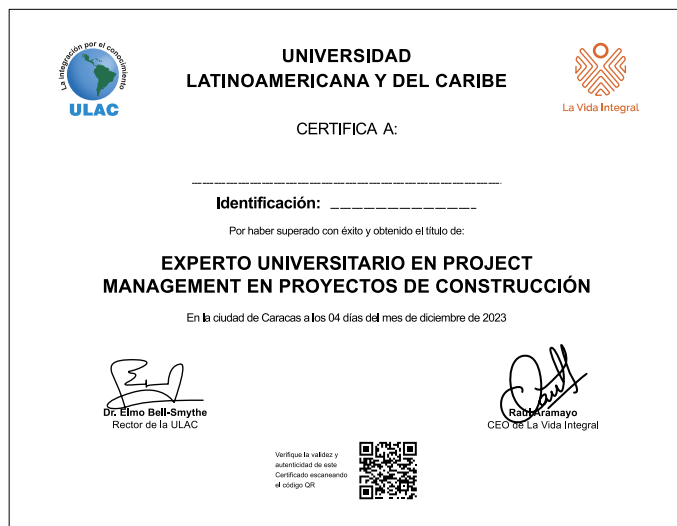 La integración por el conocimiento
ULAC
UNIVERSIDAD
LATINOAMERICANA Y DEL CARIBE
La Vida Integral
CERTIFICA A:
Identificación:
Por haber superado con éxito y obtenido el título de:
EXPERTO UNIVERSITARIO EN PROJECT
MANAGEMENT EN PROYECTOS DE CONSTRUCCIÓN
En la ciudad de Caracas a los 04 días del mes de diciembre de 2023
Dr. Elmo Bell-Smythe
Rector de la ULAC
Raúl Aramayo
CEO de La Vida Integral
Verifique la validez y
autenticidad de este
Certificado escaneando
el código QR